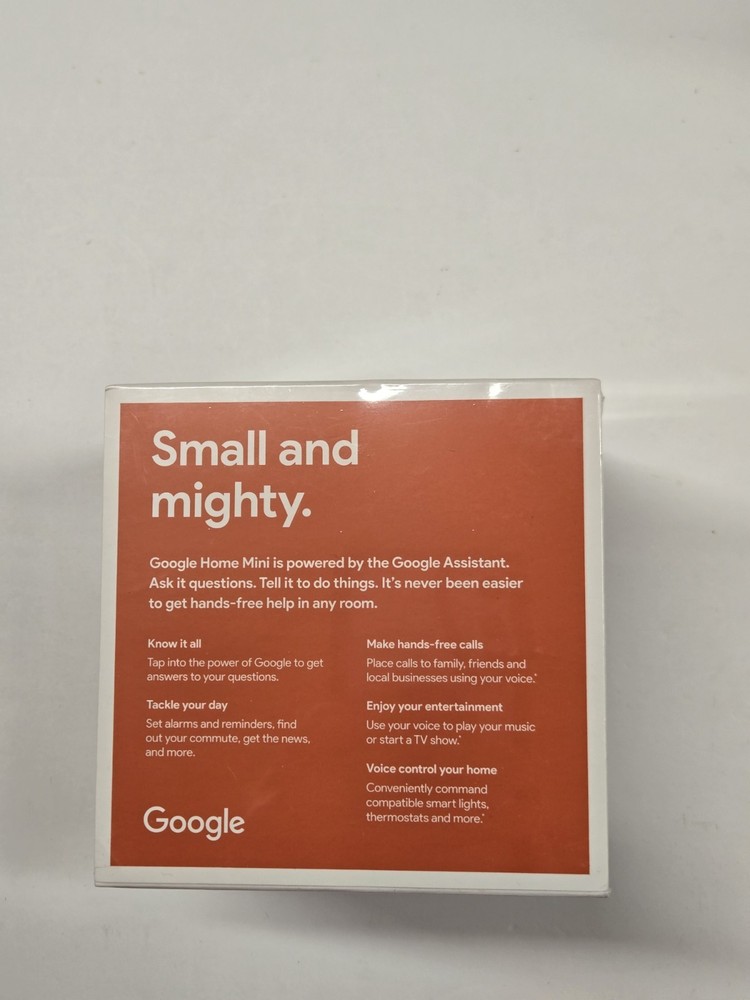 Small and
mighty.
Google Home Mini is powered by the Google Assistant.
Ask it questions. Tell it to do things. It's never been easier
to get hands-free help in any room.
Know it all
Tap into the power of Google to get
answers to your questions.
Tackle your day
Set alarms and reminders, find
out your commute, get the news,
and more.
Make hands-free calls
Place calls to family, friends and
local businesses using your voice.*
Enjoy your entertainment
Use your voice to play your music
or start a TV show.*
Voice control your home
Conveniently command
compatible smart lights,
thermostats and more.*
Google